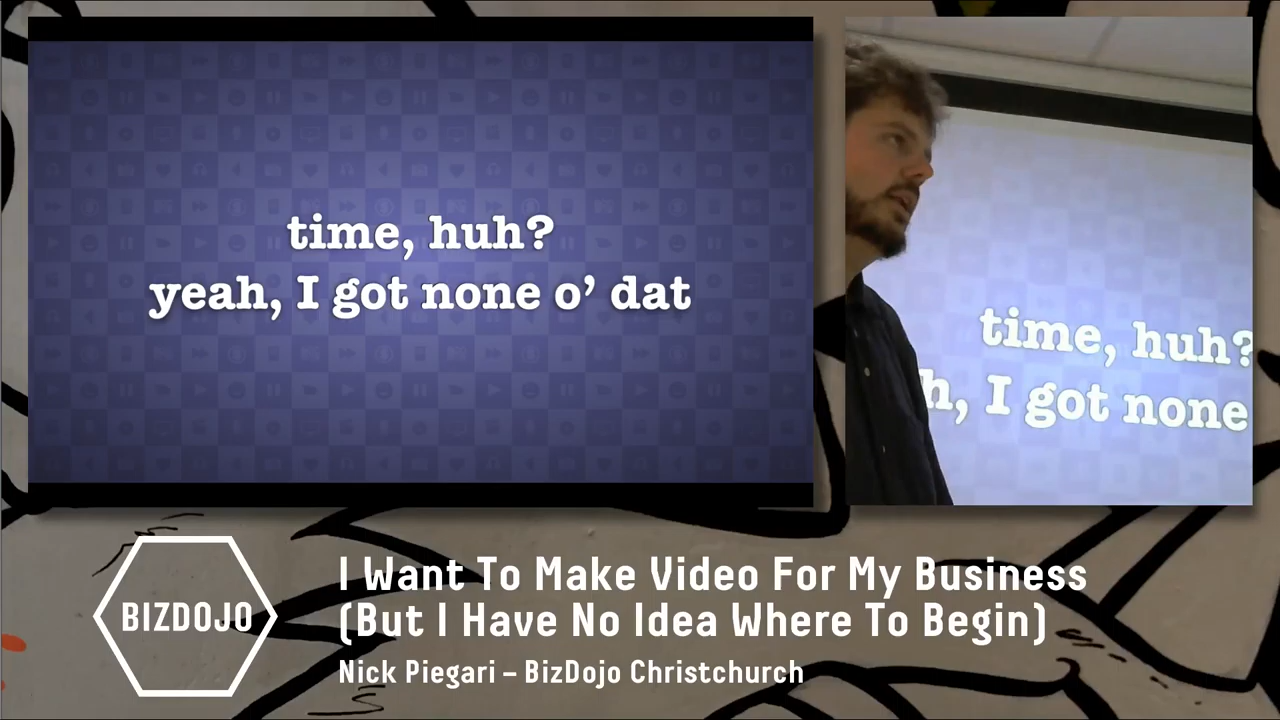 time, huh?
yeah, I got none o’ dat
time, huh?
h, I got none
BIZDOJO
I Want To Make Video For My Business
(But I Have No Idea Where To Begin)
Nick Piegari – BizDojo Christchurch